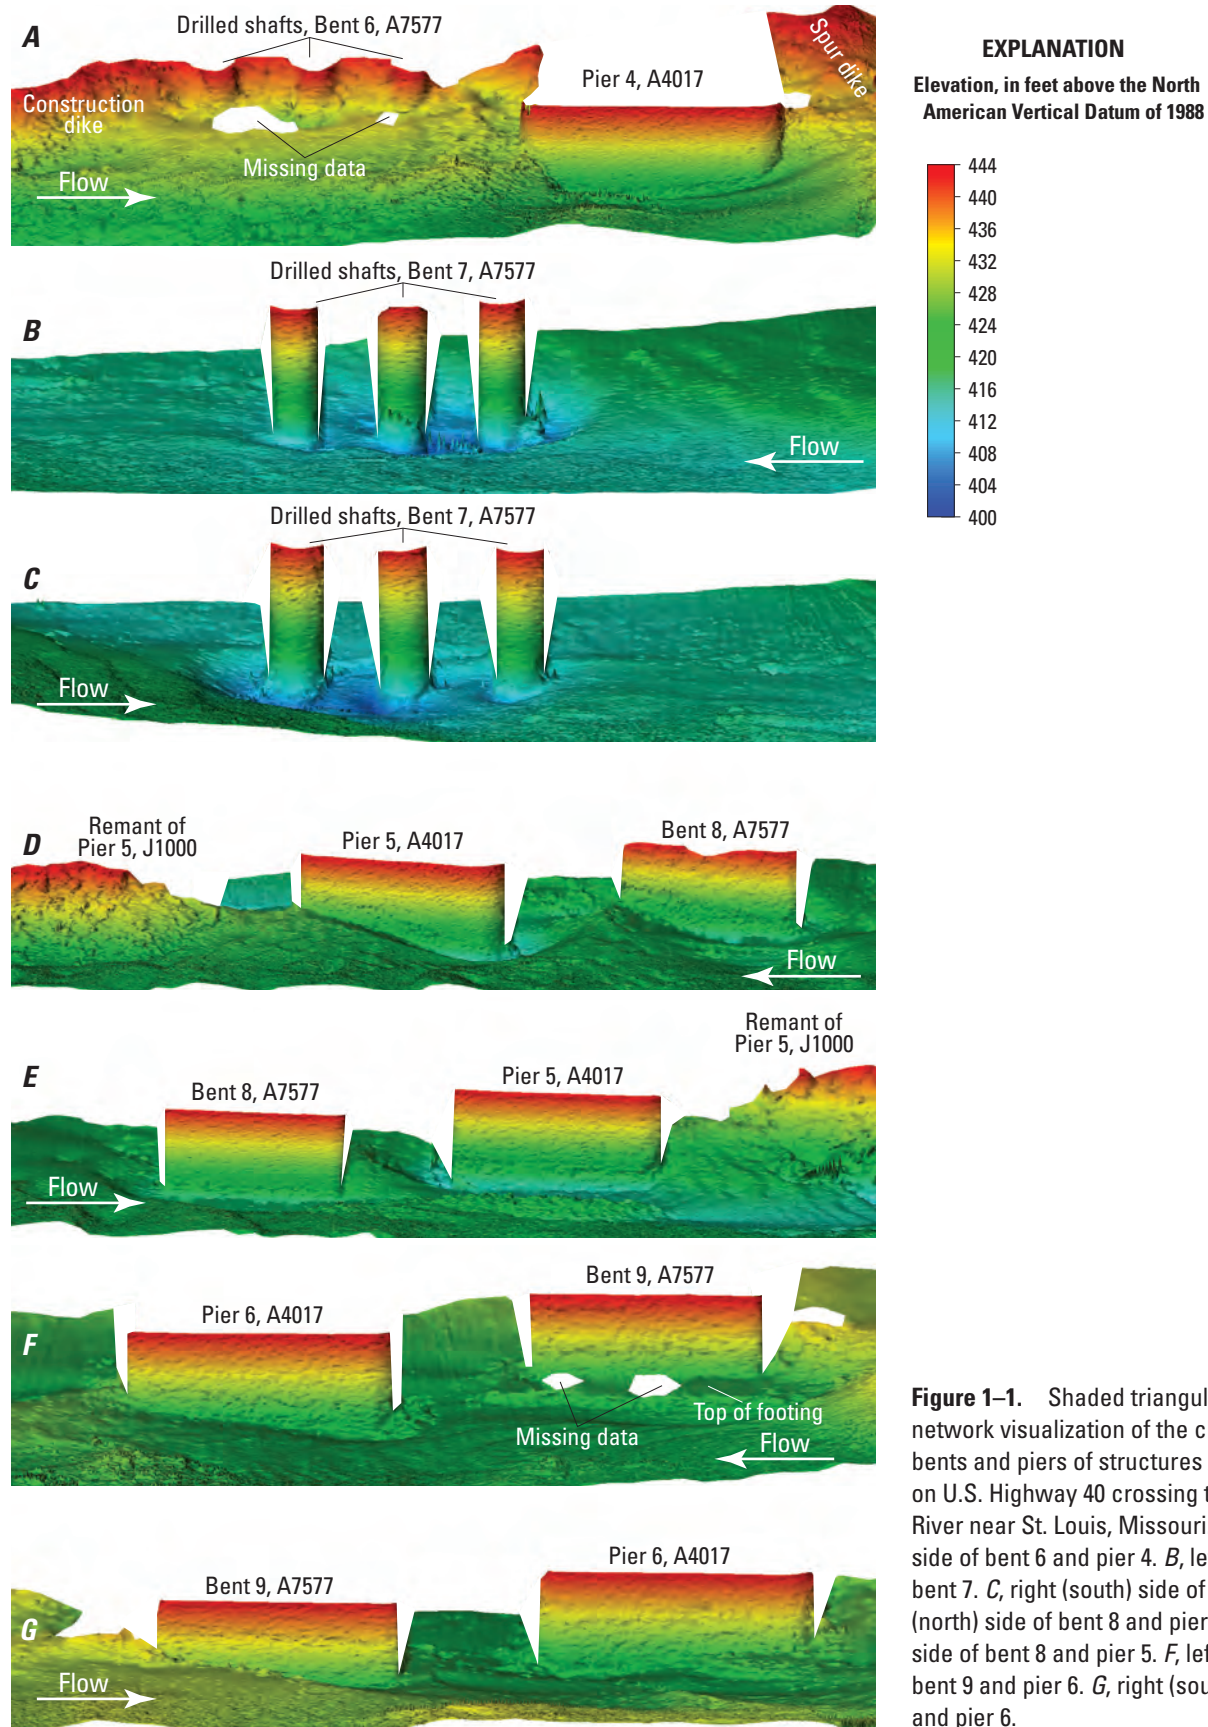 A
Drilled shafts, Bent 6, A7577
Pier 4, A4017
Spur dike
Construction
dike
Missing data
Flow
EXPLANATION
Elevation, in feet above the North
American Vertical Datum of 1988
444
440
436
432
428
424
420
416
412
408
404
400
Drilled shafts, Bent 7, A7577
B
Flow
Drilled shafts, Bent 7, A7577
C
Flow
D
Remant of
Pier 5, J1000
Pier 5, A4017
Bent 8, A7577
Flow
Remant of
Pier 5, J1000
E
Bent 8, A7577
Pier 5, A4017
Flow
Bent 9, A7577
Pier 6, A4017
F
Top of footing
Missing data
Flow
Pier 6, A4017
Bent 9, A7577
G
Flow
Figure 1–1. Shaded triangul
network visualization of the c
bents and piers of structures
on U.S. Highway 40 crossing t
River near St. Louis, Missouri
side of bent 6 and pier 4. B, le
bent 7. C, right (south) side of
(north) side of bent 8 and pier
side of bent 8 and pier 5. F, lef
bent 9 and pier 6. G, right (sou
and pier 6.